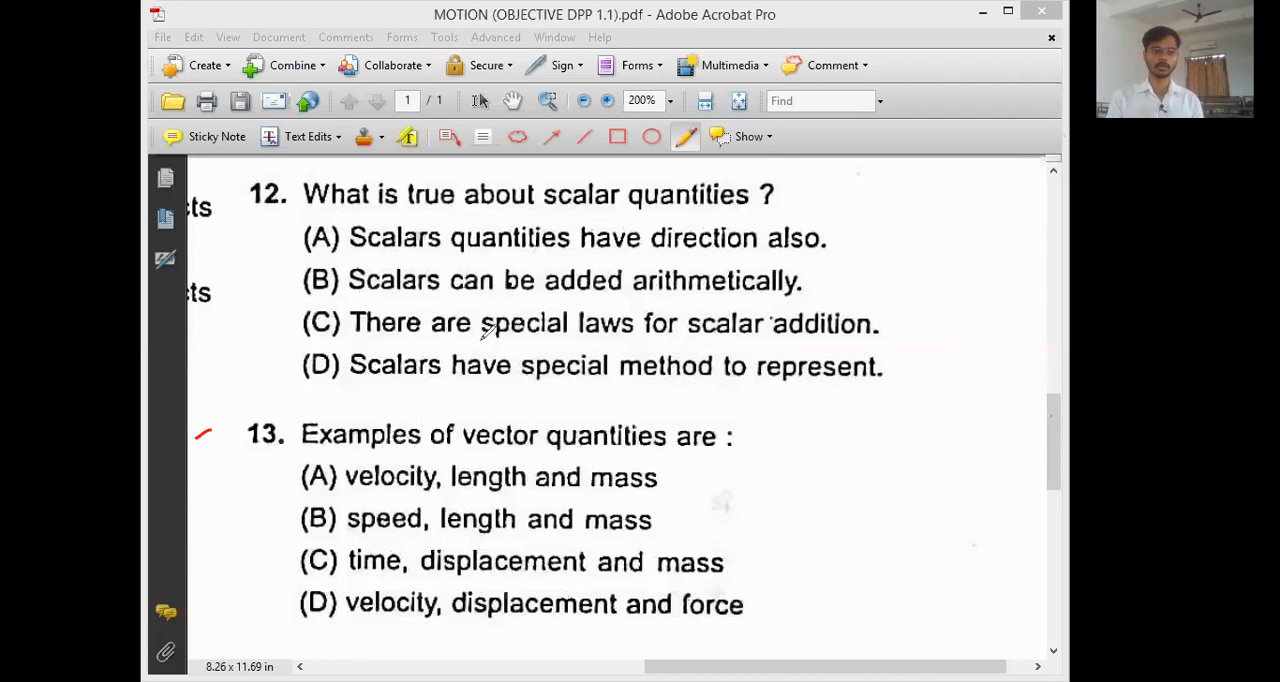 MOTION (OBJECTIVE DPP 1.1).pdf - Adobe Acrobat Pro
File Edit View Document Comments Forms Tools Advanced Window Help
Create Combine Collaborate Secure Sign Forms Multimedia Comment
1 / 1 200% Find
Sticky Note Text Edits Show
12. What is true about scalar quantities ?
cts
(A) Scalars quantities have direction also.
(B) Scalars can be added arithmetically.
cts
(C) There are special laws for scalar addition.
(D) Scalars have special method to represent.
13. Examples of vector quantities are :
(A) velocity, length and mass
(B) speed, length and mass
(C) time, displacement and mass
(D) velocity, displacement and force
8.26 x 11.69 in